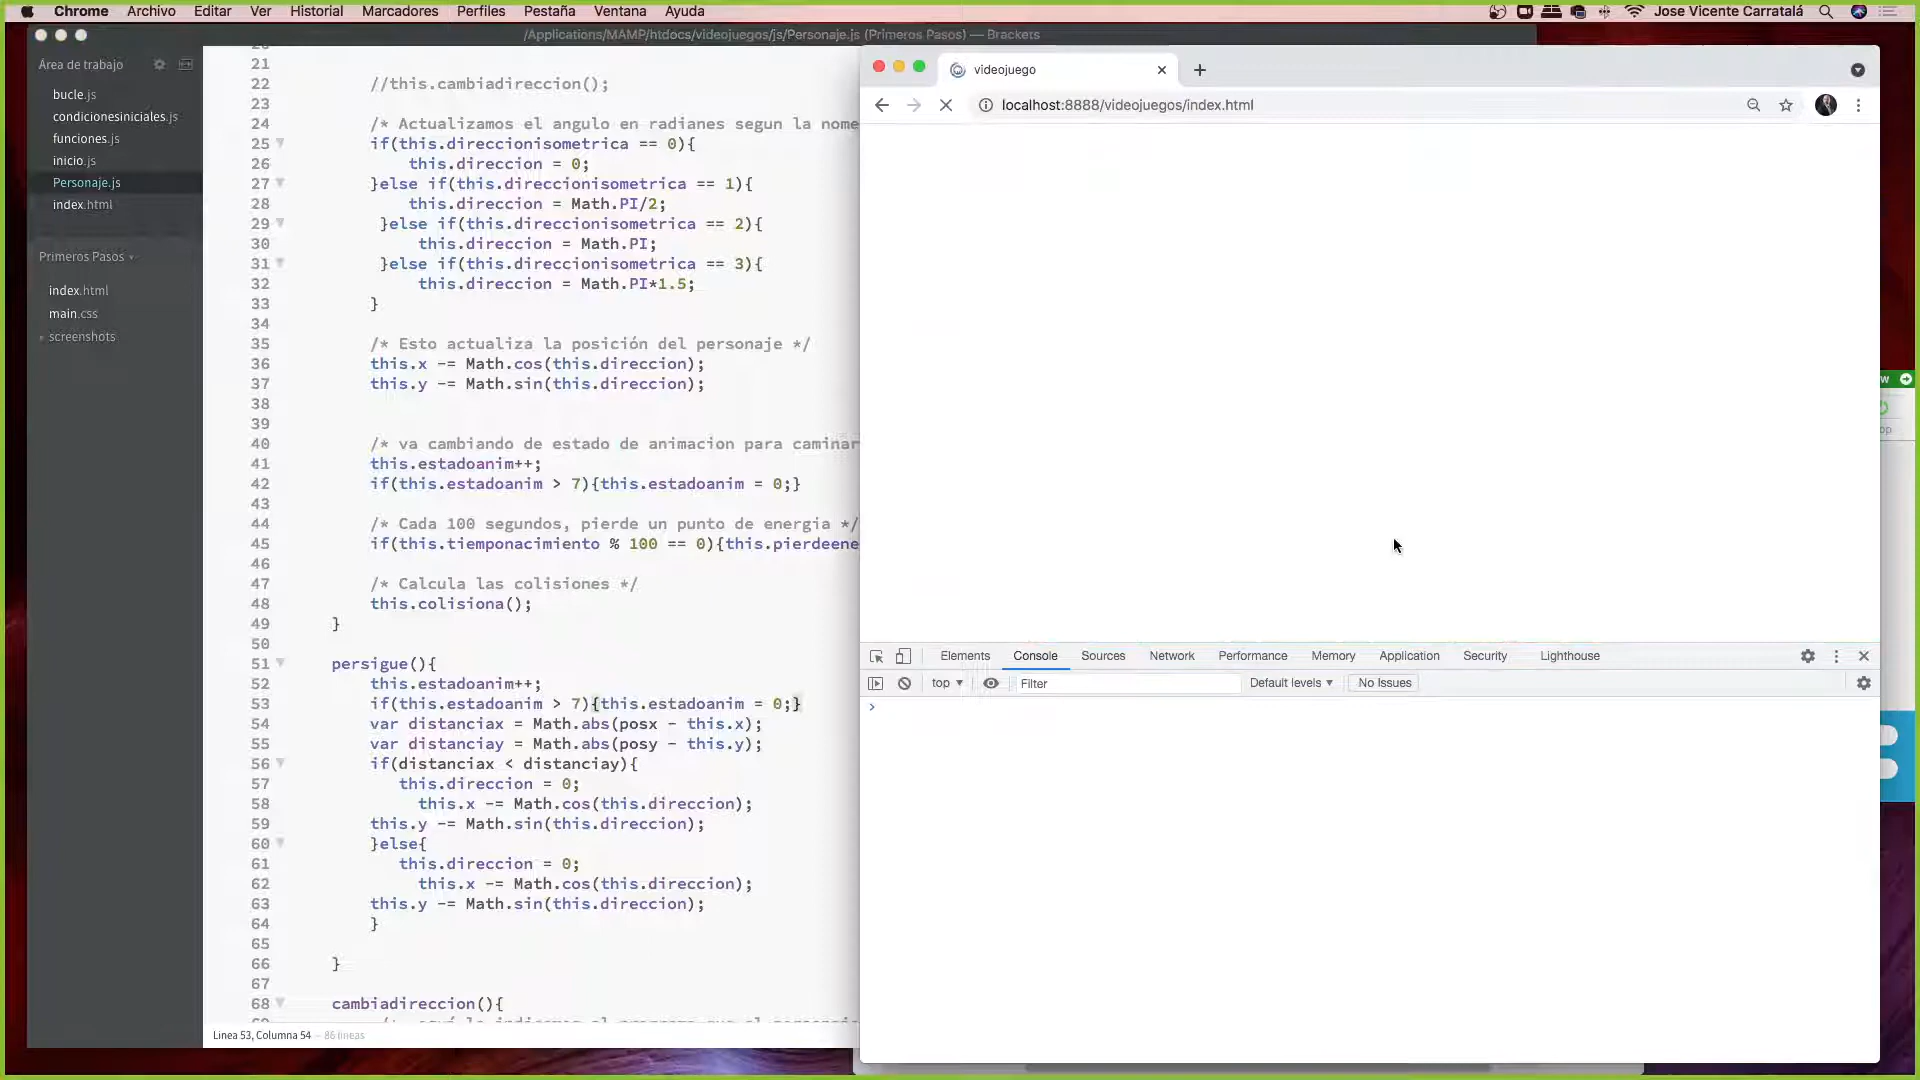 Chrome Archivo Editar Ver Historial Marcadores Perfiles Pestaña Ventana Ayuda
Jose Vicente Carratalá
/Applications/MAMP/htdocs/videojuegos/js/Personaje.js (Primeros Pasos) — Brackets
Área de trabajo
bucle.js
condicionesiniciales.js
funciones.js
inicio.js
Personaje.js
index.html
Primeros Pasos
index.html
main.css
screenshots
21
22 //this.cambiadireccion();
23
24 /* Actualizamos el angulo en radianes segun la nome
25 if(this.direccionisometrica == 0){
26 this.direccion = 0;
27 }else if(this.direccionisometrica == 1){
28 this.direccion = Math.PI/2;
29 }else if(this.direccionisometrica == 2){
30 this.direccion = Math.PI;
31 }else if(this.direccionisometrica == 3){
32 this.direccion = Math.PI*1.5;
33 }
34
35 /* Esto actualiza la posición del personaje */
36 this.x -= Math.cos(this.direccion);
37 this.y -= Math.sin(this.direccion);
38
39
40 /* va cambiando de estado de animacion para caminar
41 this.estadoanim++;
42 if(this.estadoanim > 7){this.estadoanim = 0;}
43
44 /* Cada 100 segundos, pierde un punto de energia */
45 if(this.tiemponacimiento % 100 == 0){this.pierdeene
46
47 /* Calcula las colisiones */
48 this.colisiona();
49 }
50
51 persigue(){
52 this.estadoanim++;
53 if(this.estadoanim > 7){this.estadoanim = 0;}
54 var distanciax = Math.abs(posx - this.x);
55 var distanciay = Math.abs(posy - this.y);
56 if(distanciax < distanciay){
57 this.direccion = 0;
58 this.x -= Math.cos(this.direccion);
59 this.y -= Math.sin(this.direccion);
60 }else{
61 this.direccion = 0;
62 this.x -= Math.cos(this.direccion);
63 this.y -= Math.sin(this.direccion);
64 }
65
66 }
67
68 cambiadireccion(){
Línea 53, Columna 54 — 86 líneas
videojuego
localhost:8888/videojuegos/index.html
Elements Console Sources Network Performance Memory Application Security Lighthouse
top Filter Default levels No Issues